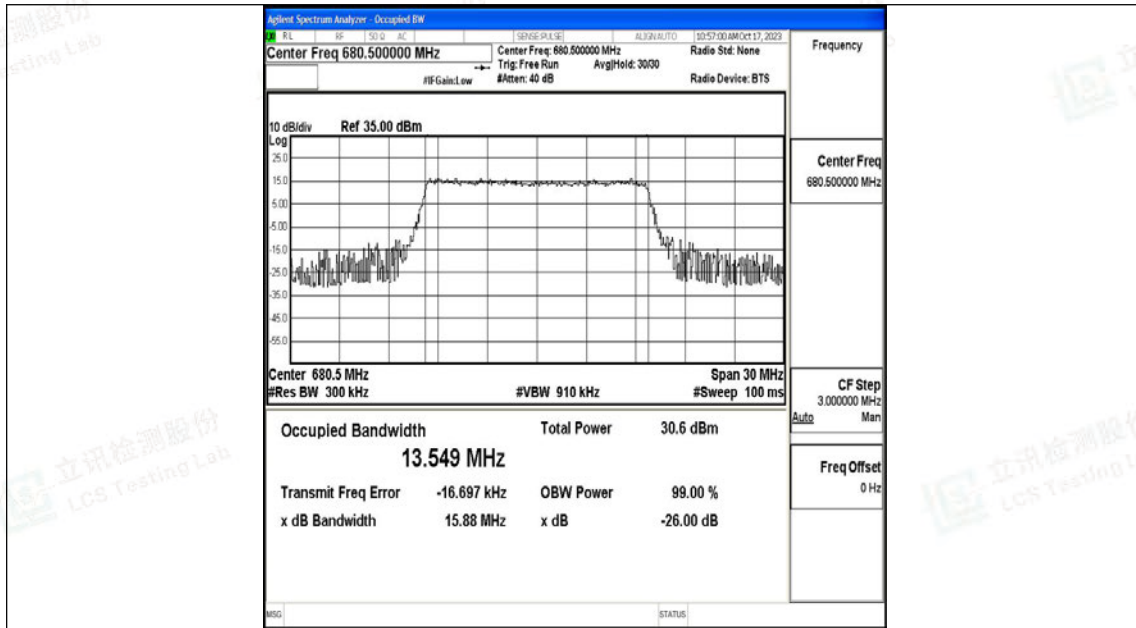 Agilent Spectrum Analyzer - Occupied BW
RL RF 50 Ω AC SENSE:PULSE ALIGNAUTO 10:57:00 AM Oct 17, 2023
Center Freq 680.500000 MHz
Center Freq: 680.500000 MHz
Radio Std: None
Trig: Free Run Avg|Hold: 30/30
#IFGain:Low
#Atten: 40 dB
Radio Device: BTS
10 dB/div Ref 35.00 dBm
Log
25.0
15.0
5.00
-5.00
-15.0
-25.0
-35.0
-45.0
-55.0
Center 680.5 MHz
Span 30 MHz
#Res BW 300 kHz
#VBW 910 kHz
#Sweep 100 ms
Occupied Bandwidth
Total Power 30.6 dBm
13.549 MHz
Transmit Freq Error -16.697 kHz
OBW Power 99.00 %
x dB Bandwidth 15.88 MHz
x dB -26.00 dB
MSG
STATUS
Frequency
Center Freq
680.500000 MHz
CF Step
3.000000 MHz
Auto Man
Freq Offset
0 Hz
立讯检测股份
LCS Testing Lab
立讯检测股份